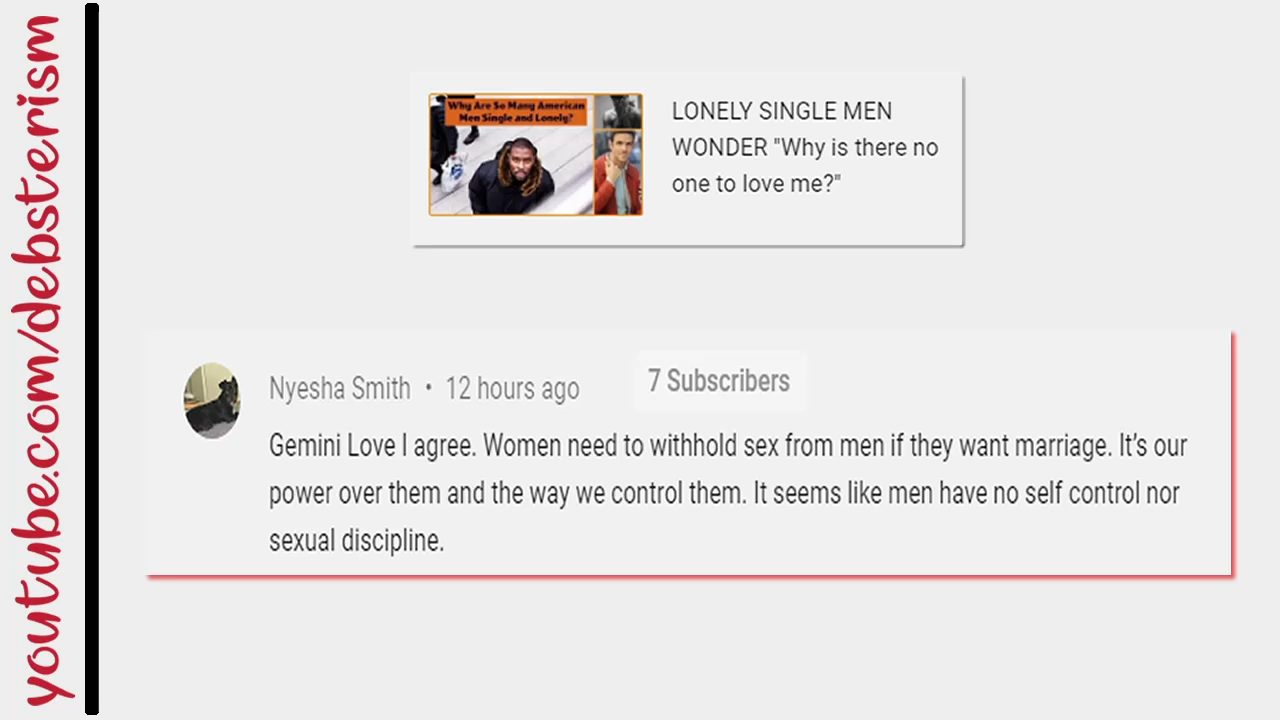 youtube.com/debsterism
Why Are So Many American
Men Single and Lonely?
LONELY SINGLE MEN
WONDER "Why is there no
one to love me?"
Nyesha Smith • 12 hours ago
7 Subscribers
Gemini Love I agree. Women need to withhold sex from men if they want marriage. It’s our
power over them and the way we control them. It seems like men have no self control nor
sexual discipline.